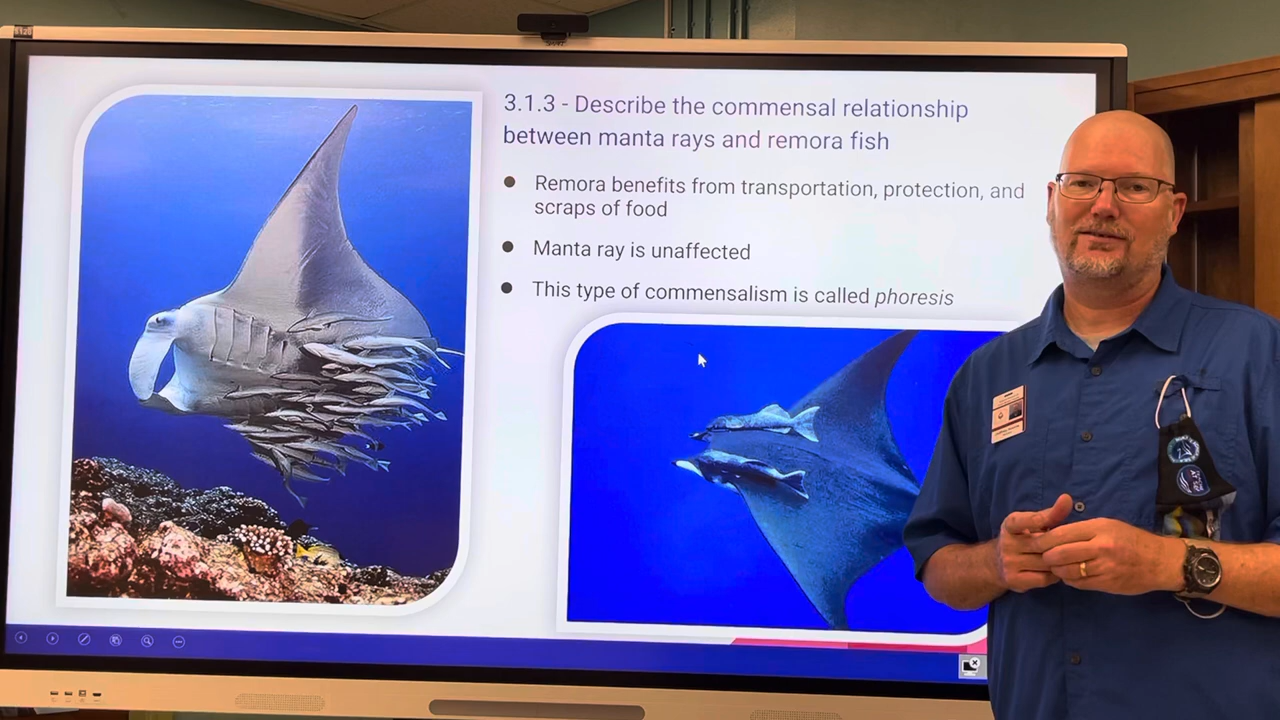 3.1.3 - Describe the commensal relationship
between manta rays and remora fish
● Remora benefits from transportation, protection, and
scraps of food
● Manta ray is unaffected
● This type of commensalism is called phoresis